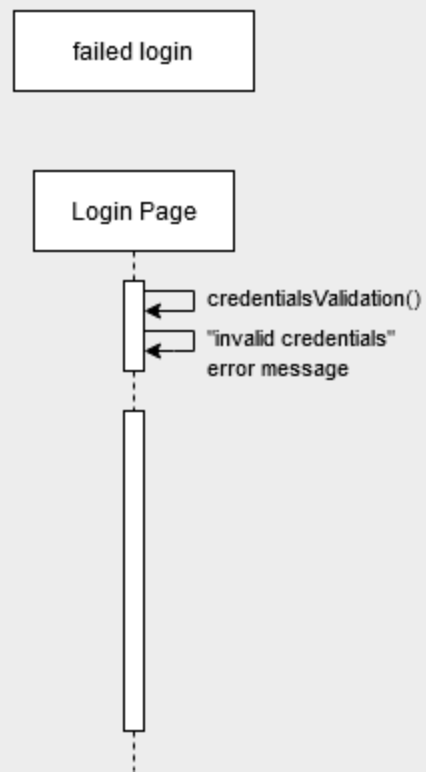 failed login
Login Page
credentialsValidation()
"invalid credentials"
error message